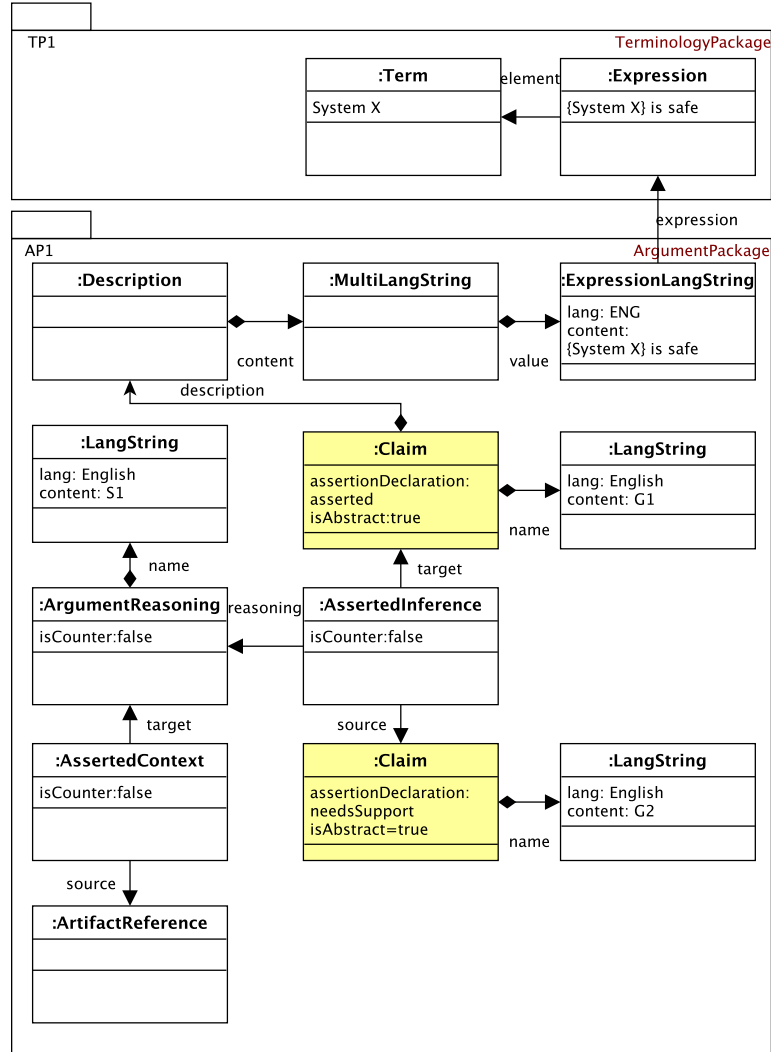 TP1
TerminologyPackage
:Term
element
:Expression
System X
{System X} is safe
expression
AP1
ArgumentPackage
:Description
:MultiLangString
:ExpressionLangString
lang: ENG
content:
{System X} is safe
content
value
description
:LangString
lang: English
content: S1
:Claim
assertionDeclaration:
asserted
isAbstract:true
:LangString
lang: English
content: G1
name
name
target
:ArgumentReasoning
isCounter:false
reasoning
:AssertedInference
isCounter:false
target
source
:AssertedContext
isCounter:false
:Claim
assertionDeclaration:
needsSupport
isAbstract=true
:LangString
lang: English
content: G2
name
source
:ArtifactReference